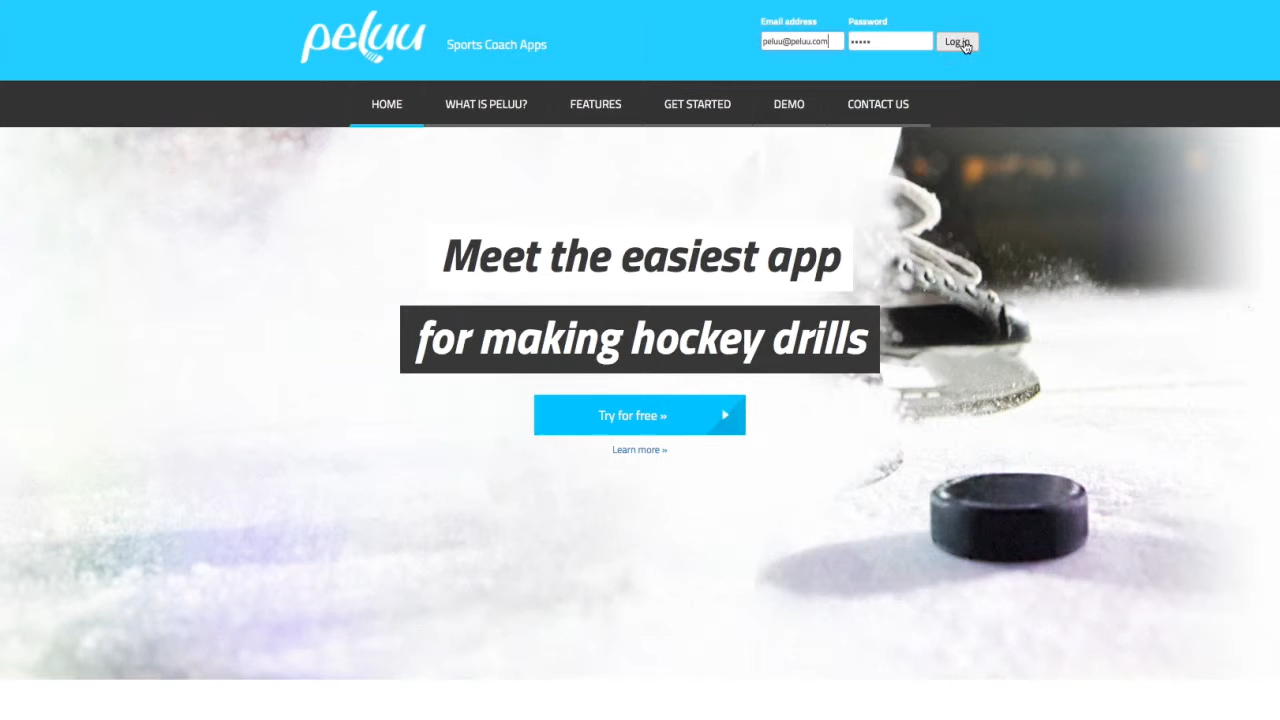 peluu
Sports Coach Apps
Email address
Password
peluu@peluu.com
•••••
Log in
HOME
WHAT IS PELUU?
FEATURES
GET STARTED
DEMO
CONTACT US
Meet the easiest app
for making hockey drills
Try for free »
Learn more »